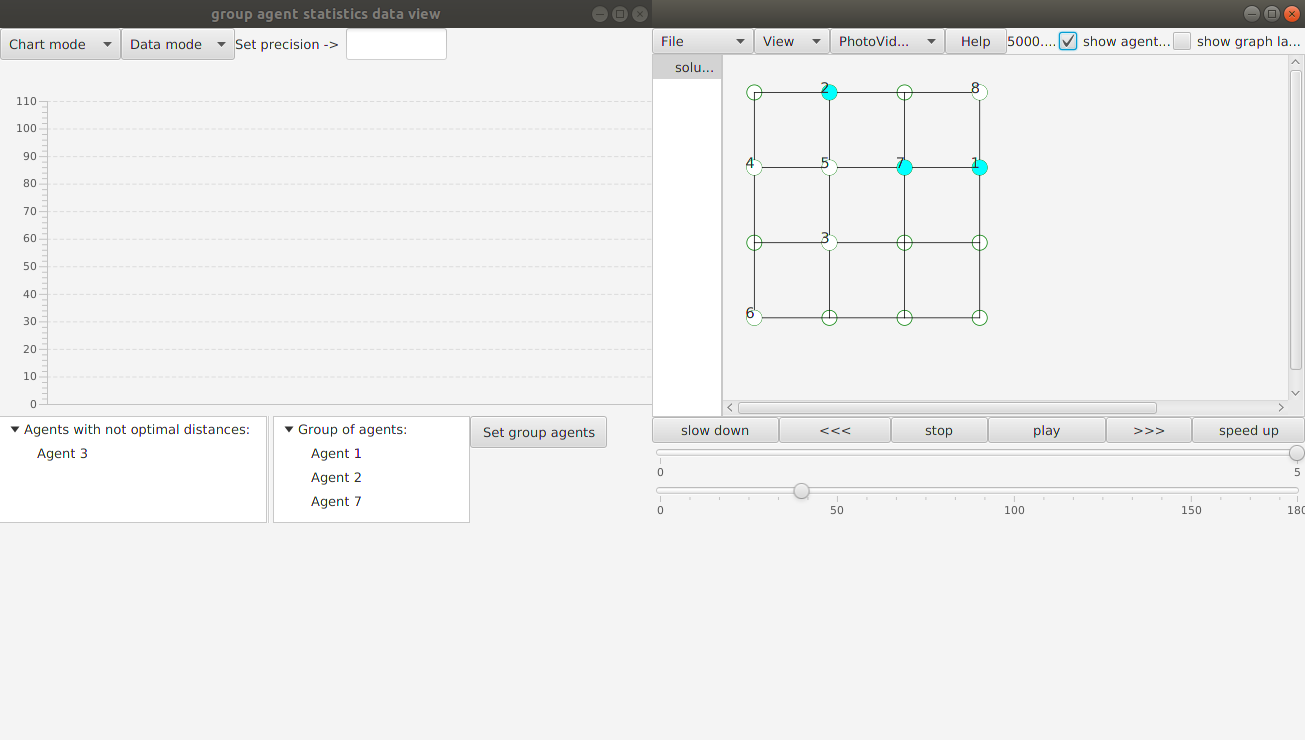 group agent statistics data view
Chart mode Data mode Set precision ->
110
100
90
80
70
60
50
40
30
20
10
0
Agents with not optimal distances:
Agent 3
Group of agents:
Agent 1
Agent 2
Agent 7
Set group agents
File View PhotoVid... Help 5000.... show agent... show graph la...
solu...
2 8
4 5 7 1
3
6
slow down <<< stop play >>> speed up
0 5
0 50 100 150 180